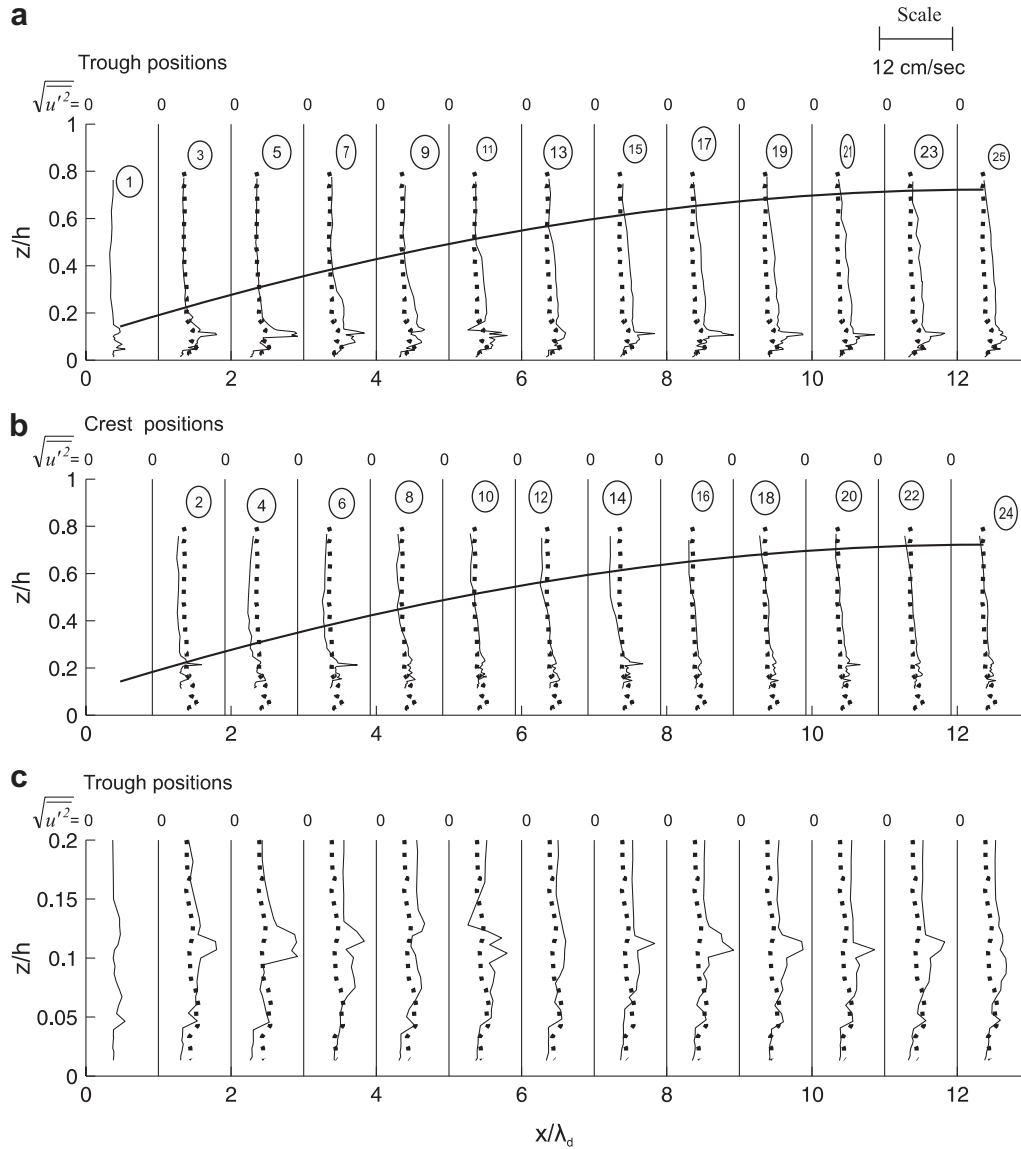 a
Scale
12 cm/sec
Trough positions
√u'² = 0 0 0 0 0 0 0 0 0 0 0 0 0
1 3 5 7 9 11 13 15 17 19 21 23 25
1
0.8
0.6
0.4
0.2
0
z/h
0 2 4 6 8 10 12
b
Crest positions
√u'² = 0 0 0 0 0 0 0 0 0 0 0 0 0
2 4 6 8 10 12 14 16 18 20 22 24
1
0.8
0.6
0.4
0.2
0
z/h
0 2 4 6 8 10 12
c
Trough positions
√u'² = 0 0 0 0 0 0 0 0 0 0 0 0 0
0.2
0.15
0.1
0.05
0
z/h
0 2 4 6 8 10 12
x/λd